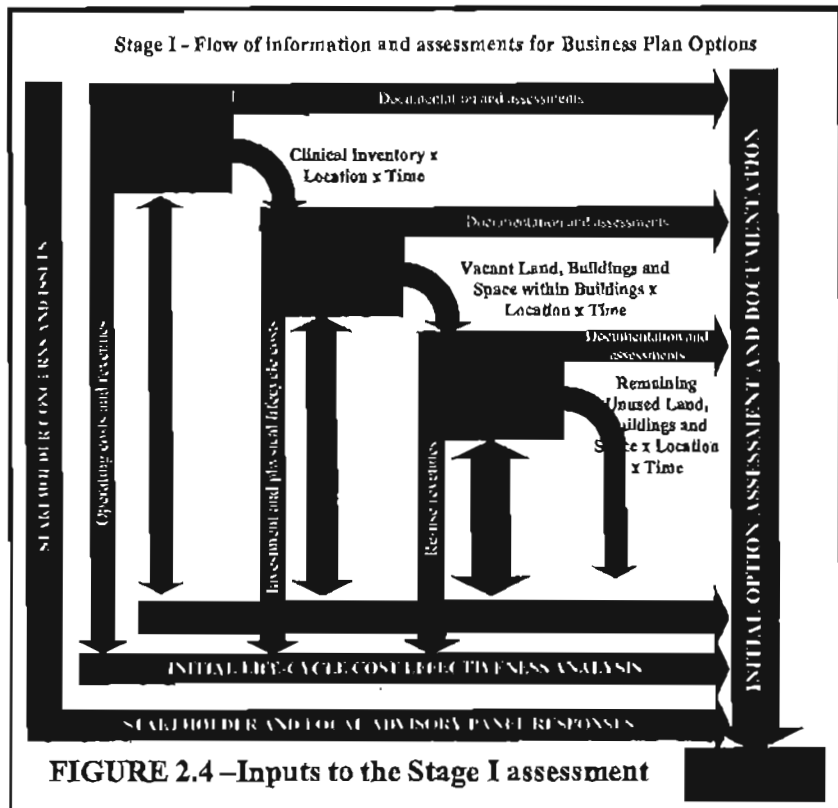 Stage I - Flow of information and assessments for Business Plan Options
Documentation and assessments
Clinical Inventory x
Location x Time
Documentation and assessments
Vacant Land, Buildings and
Space within Buildings x
Location x Time
Documentation and
assessments
Remaining
Unused Land,
Buildings and
Space x Location
x Time
STAKEHOLDER CONCERNS AND ASSETS
Operating costs and revenues
Investment and physical lifecycle costs
Re-use revenues
INITIAL OPTION ASSESSMENT AND DOCUMENTATION
INITIAL LIFE-CYCLE COST EFFECTIVENESS ANALYSIS
STAKEHOLDER AND LOCAL ADVISORY PANEL RESPONSES
FIGURE 2.4 –Inputs to the Stage I assessment